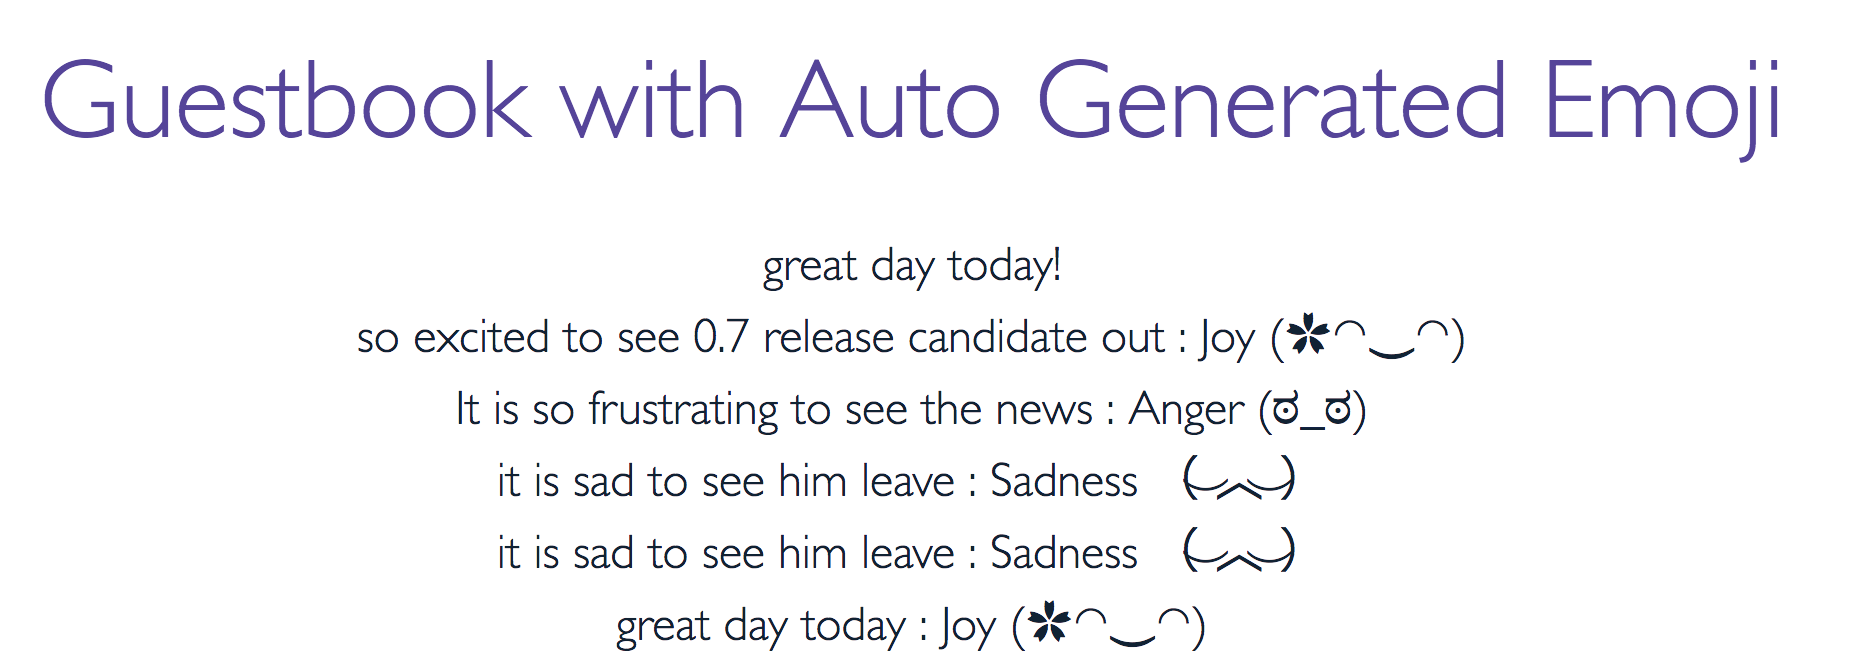 Guestbook with Auto Generated Emoji
great day today!
so excited to see 0.7 release candidate out : Joy (✿◠‿◠)
It is so frustrating to see the news : Anger (ಠ_ಠ)
it is sad to see him leave : Sadness （︶︿︶）
it is sad to see him leave : Sadness （︶︿︶）
great day today : Joy (✿◠‿◠)